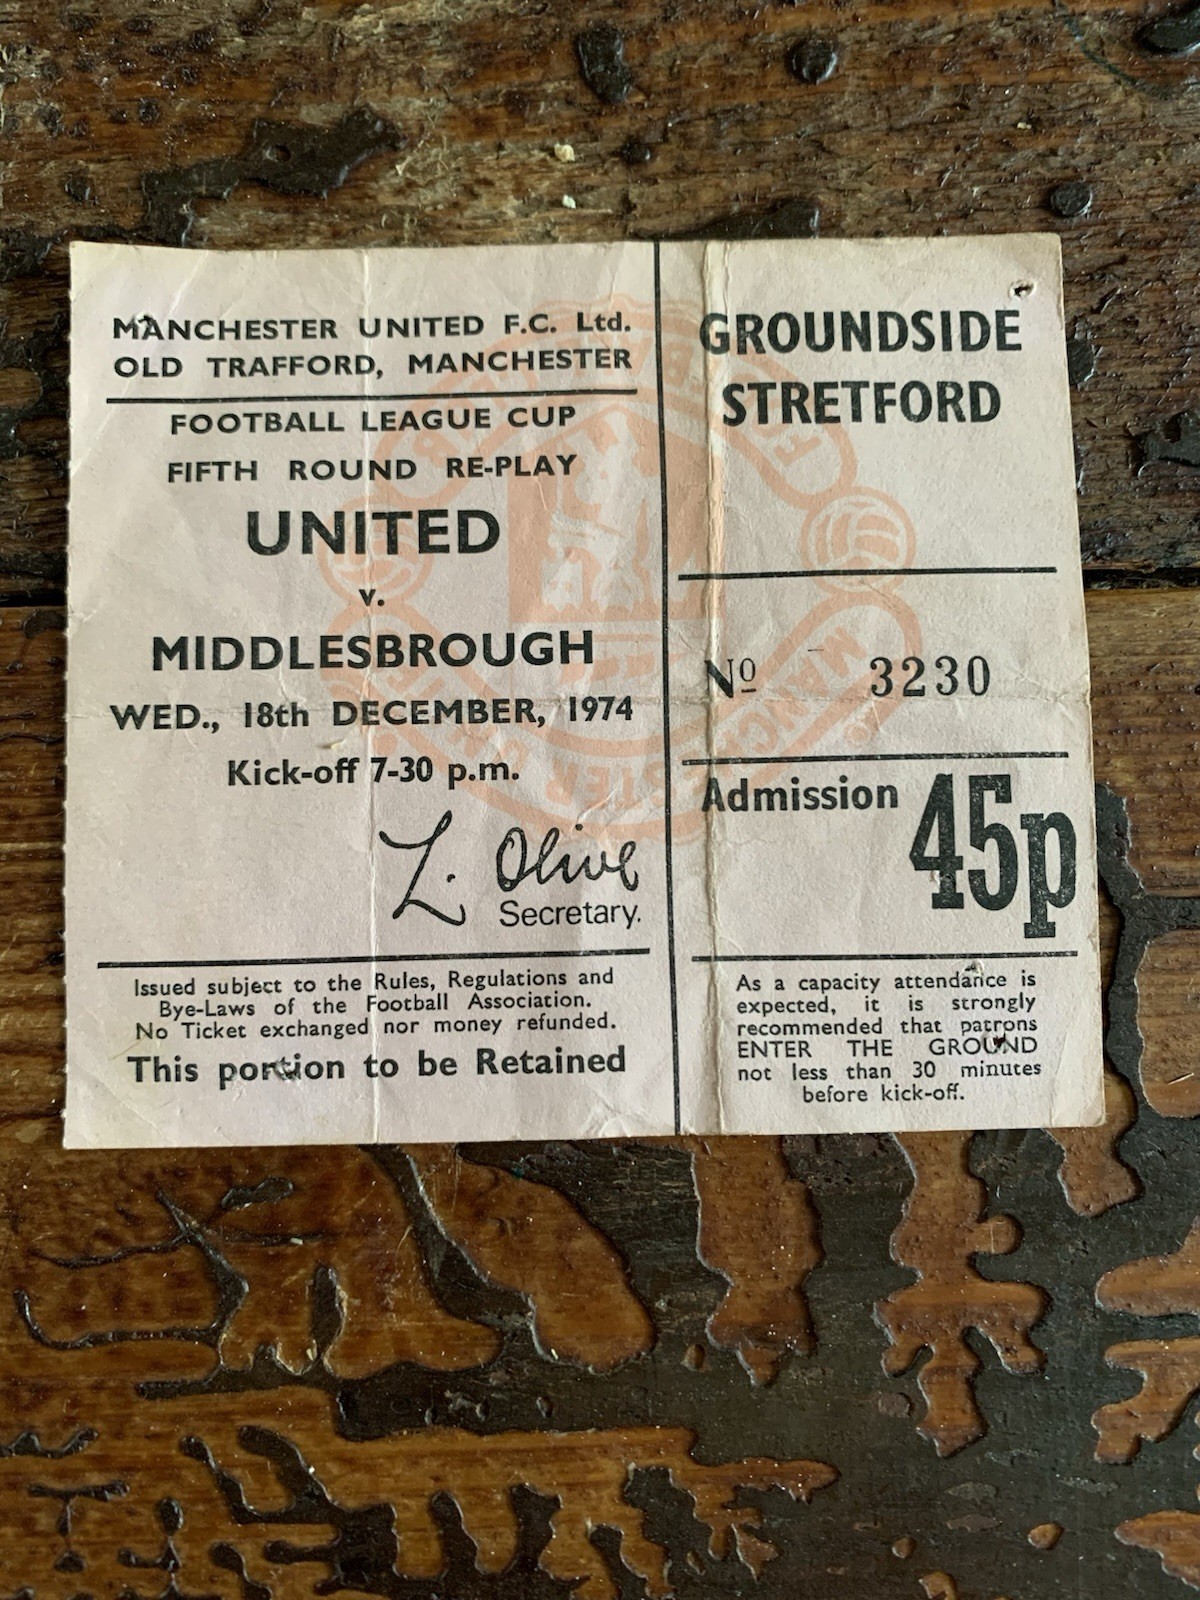 MANCHESTER UNITED F.C. Ltd.
OLD TRAFFORD, MANCHESTER
FOOTBALL LEAGUE CUP
FIFTH ROUND RE-PLAY
UNITED
v.
MIDDLESBROUGH
WED., 18th DECEMBER, 1974
Kick-off 7-30 p.m.
L. Olive
Secretary.
Issued subject to the Rules, Regulations and
Bye-Laws of the Football Association.
No Ticket exchanged nor money refunded.
This portion to be Retained
GROUNDSIDE
STRETFORD
Nº 3230
Admission 45p
As a capacity attendance is
expected, it is strongly
recommended that patrons
ENTER THE GROUND
not less than 30 minutes
before kick-off.